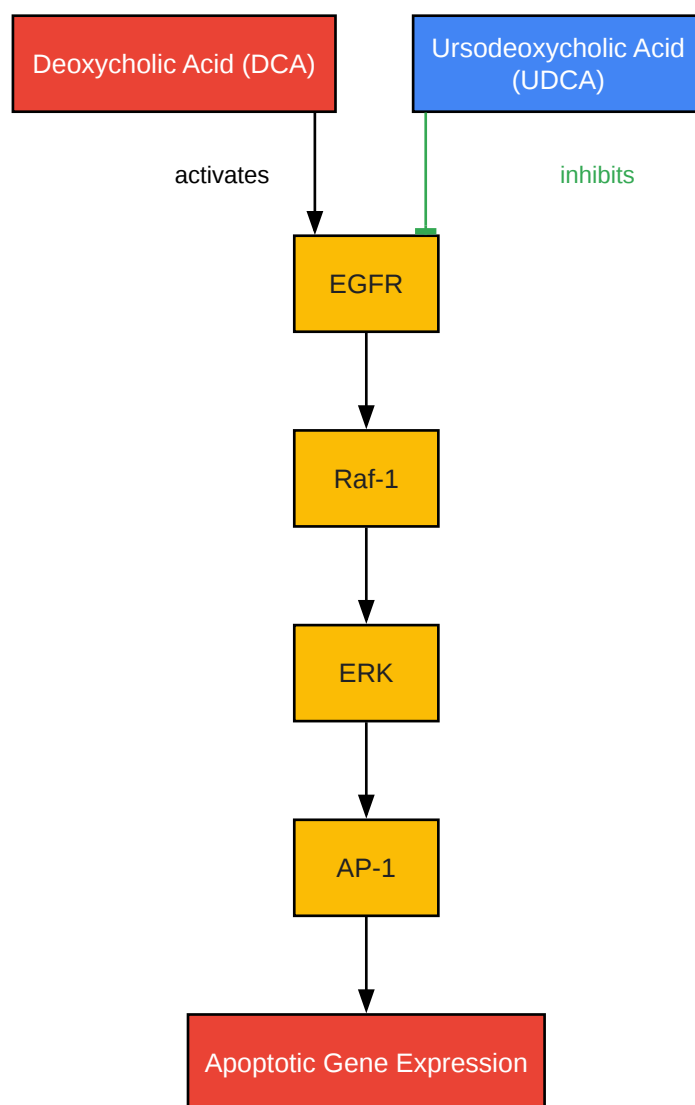 Deoxycholic Acid (DCA)
Ursodeoxycholic Acid
(UDCA)
activates
inhibits
EGFR
Raf-1
ERK
AP-1
Apoptotic Gene Expression